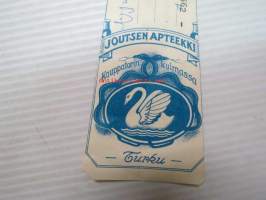 JOUTSEN APTEEKKI
Kauppatorin kulmassa
- Turku -